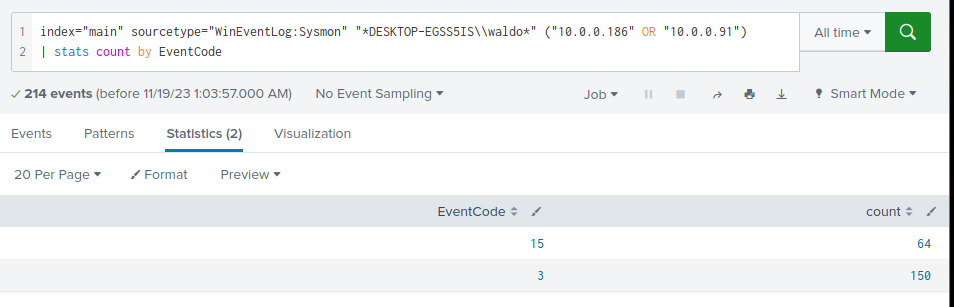 1 index="main" sourcetype="WinEventLog:Sysmon" "*DESKTOP-EGSS5IS\\waldo*" ("10.0.0.186" OR "10.0.0.91")
2 | stats count by EventCode
All time
214 events (before 11/19/23 1:03:57.000 AM) No Event Sampling Job Smart Mode
Events Patterns Statistics (2) Visualization
20 Per Page Format Preview
EventCode count
15 64
3 150